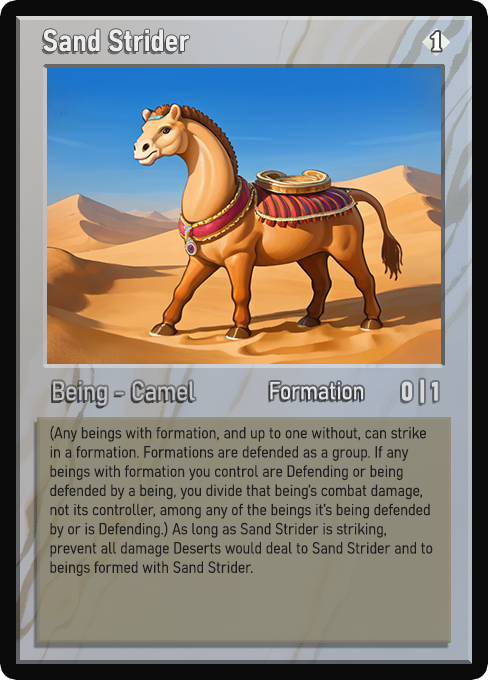 Sand Strider 1
Being - Camel Formation 0|1
(Any beings with formation, and up to one without, can strike
in a formation. Formations are defended as a group. If any
beings with formation you control are Defending or being
defended by a being, you divide that being's combat damage,
not its controller, among any of the beings it's being defended
by or is Defending.) As long as Sand Strider is striking,
prevent all damage Deserts would deal to Sand Strider and to
beings formed with Sand Strider.